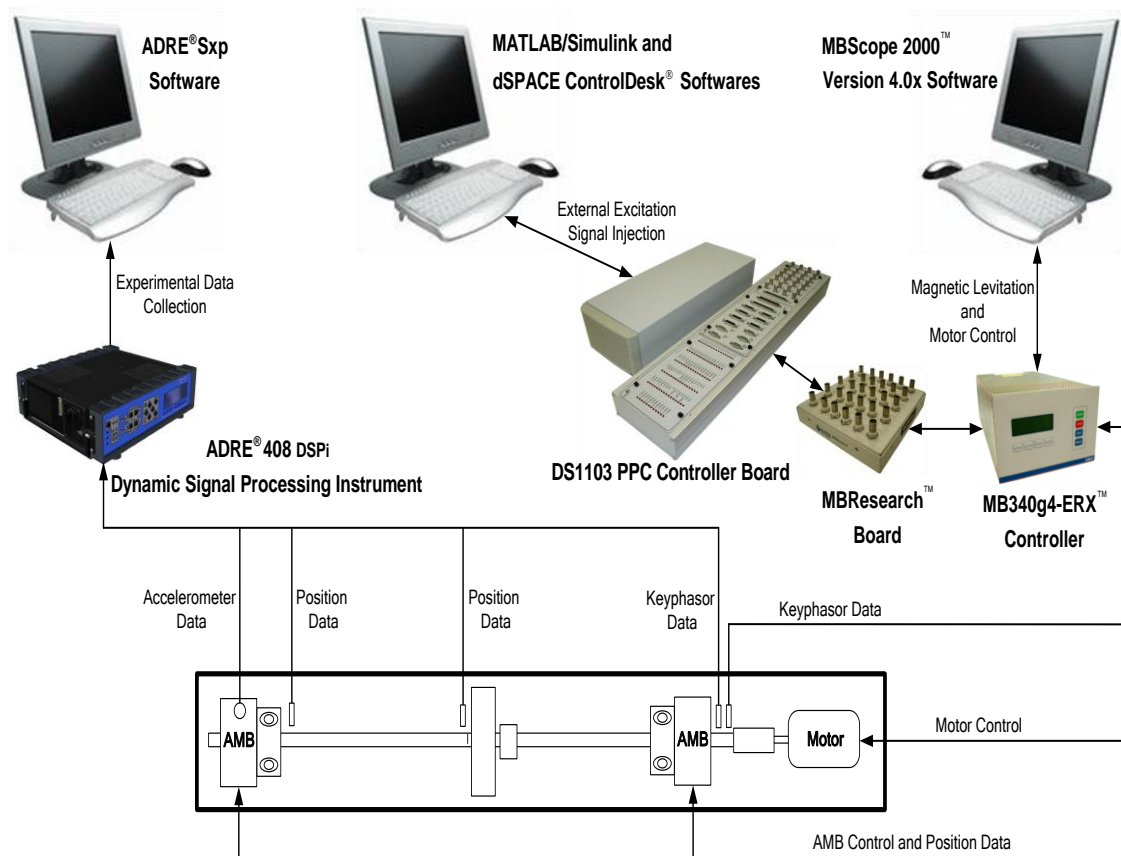 ADRE®Sxp
Software
MATLAB/Simulink and
dSPACE ControlDesk® Softwares
MBScope 2000™
Version 4.0x Software
External Excitation
Signal Injection
Experimental Data
Collection
Magnetic Levitation
and
Motor Control
ADRE® 408 DSPi
Dynamic Signal Processing Instrument
DS1103 PPC Controller Board
MBResearch™
Board
MB340g4-ERX™
Controller
Accelerometer
Data
Position
Data
Position
Data
Keyphasor
Data
Keyphasor Data
AMB
AMB
Motor
Motor Control
AMB Control and Position Data